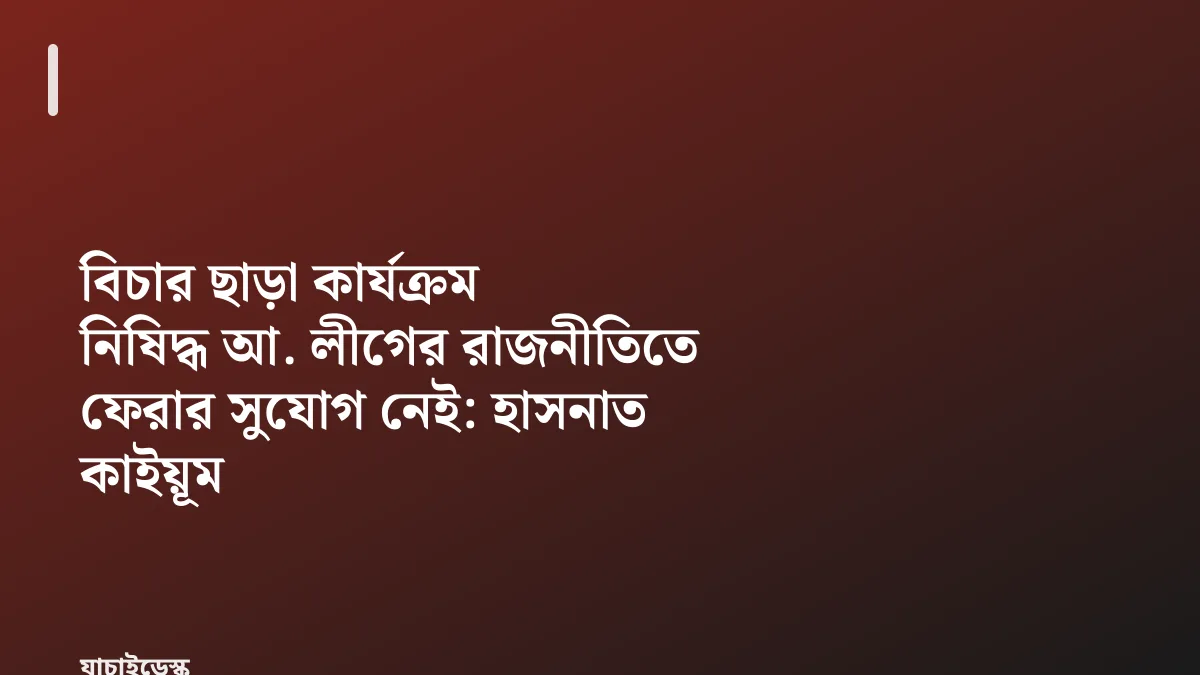 বিচার ছাড়া কার্যক্রম
নিষিদ্ধ আ. লীগের রাজনীতিতে
ফেরার সুযোগ নেই: হাসনাত
কাইয়ূম
যাচাইডেস্ক